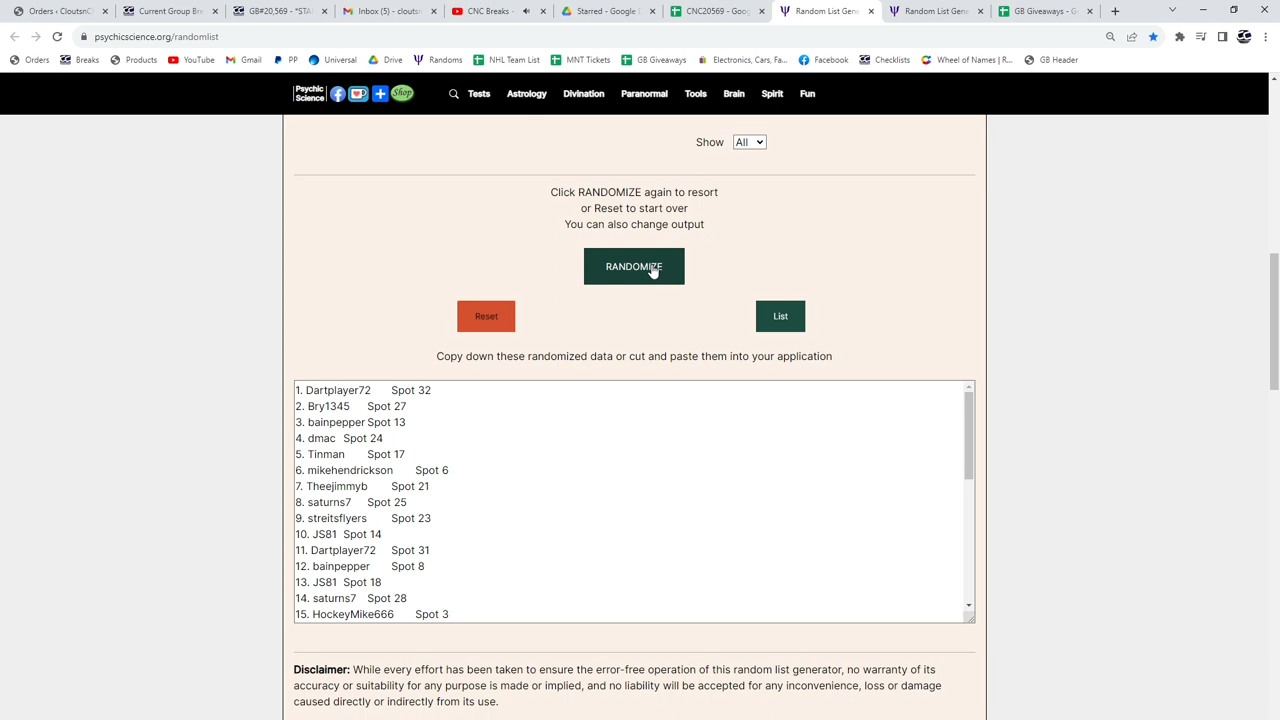 Orders ‹ CloutsnC
Current Group Bre
GB#20,569 - *STA
Inbox (5) - clouts
CNC Breaks -
Starred - Google
CNC20569 - Goog
Random List Gene
Random List Gene
GB Giveaways - G
psychicscience.org/randomlist
Orders
Breaks
Products
YouTube
Gmail
PP
Universal
Drive
Randoms
NHL Team List
MNT Tickets
GB Giveaways
Electronics, Cars, Fa...
Facebook
Checklists
Wheel of Names | R...
GB Header
Psychic
Science
Shop
Tests
Astrology
Divination
Paranormal
Tools
Brain
Spirit
Fun
Show All
Click RANDOMIZE again to resort
or Reset to start over
You can also change output
RANDOMIZE
Reset
List
Copy down these randomized data or cut and paste them into your application
1. Dartplayer72 Spot 32
2. Bry1345 Spot 27
3. bainpepper Spot 13
4. dmac Spot 24
5. Tinman Spot 17
6. mikehendrickson Spot 6
7. Theejimmyb Spot 21
8. saturns7 Spot 25
9. streitsflyers Spot 23
10. JS81 Spot 14
11. Dartplayer72 Spot 31
12. bainpepper Spot 8
13. JS81 Spot 18
14. saturns7 Spot 28
15. HockeyMike666 Spot 3
Disclaimer: While every effort has been taken to ensure the error-free operation of this random list generator, no warranty of its
accuracy or suitability for any purpose is made or implied, and no liability will be accepted for any inconvenience, loss or damage
caused directly or indirectly from its use.